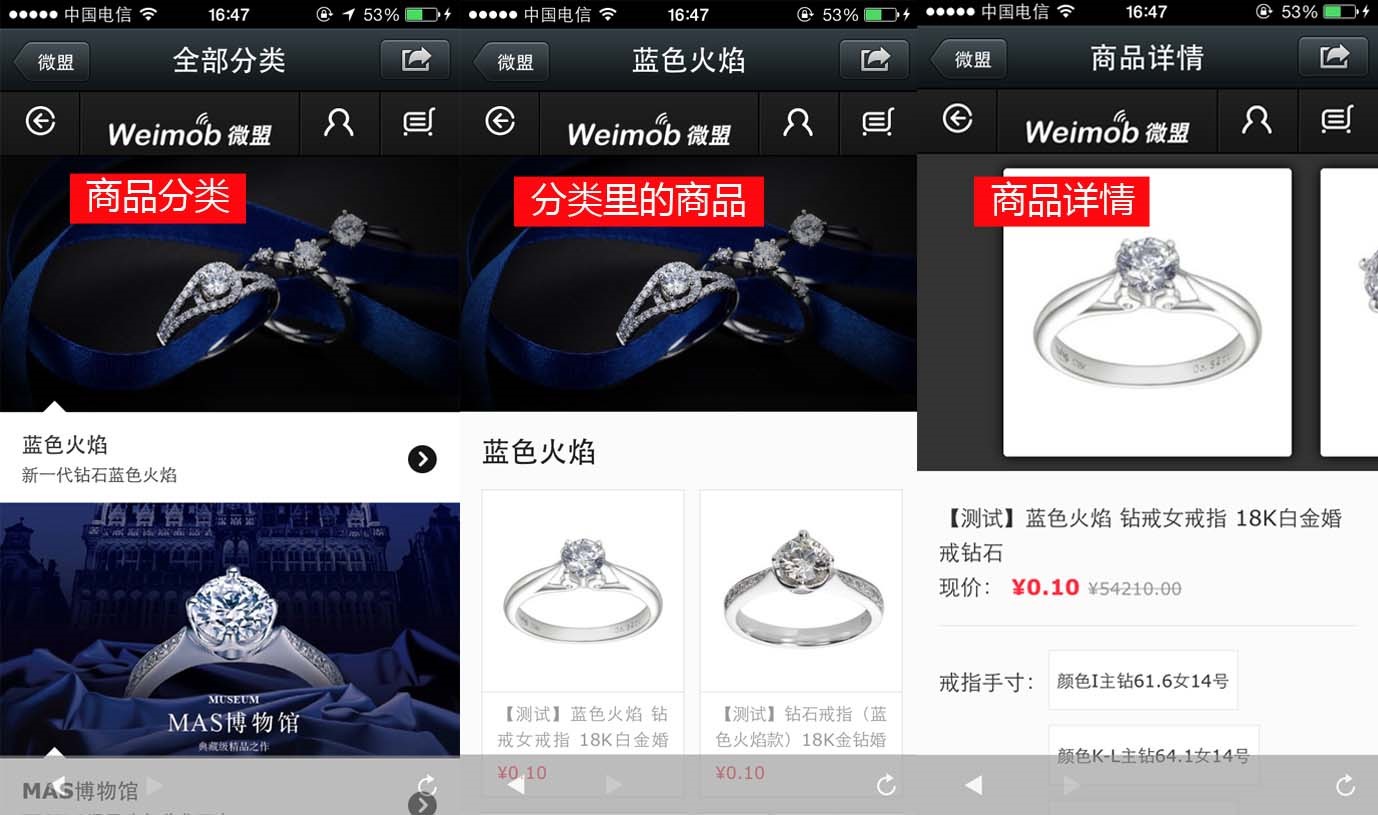 中国电信 16:47 53%
微盟 全部分类
Weimob 微盟
商品分类
蓝色火焰
新一代钻石蓝色火焰
MUSEUM
MAS博物馆
典藏级精品之作
MAS博物馆
中国电信 16:47 53%
微盟 蓝色火焰
Weimob 微盟
分类里的商品
蓝色火焰
【测试】蓝色火焰 钻
戒女戒指 18K白金婚
¥0.10
【测试】钻石戒指（蓝
色火焰款）18K金钻婚
¥0.10
中国电信 16:47 53%
微盟 商品详情
Weimob 微盟
商品详情
【测试】蓝色火焰 钻戒女戒指 18K白金婚
戒钻石
现价： ¥0.10 ¥54210.00
戒指手寸： 颜色I主钻61.6女14号
颜色K-L主钻64.1女14号